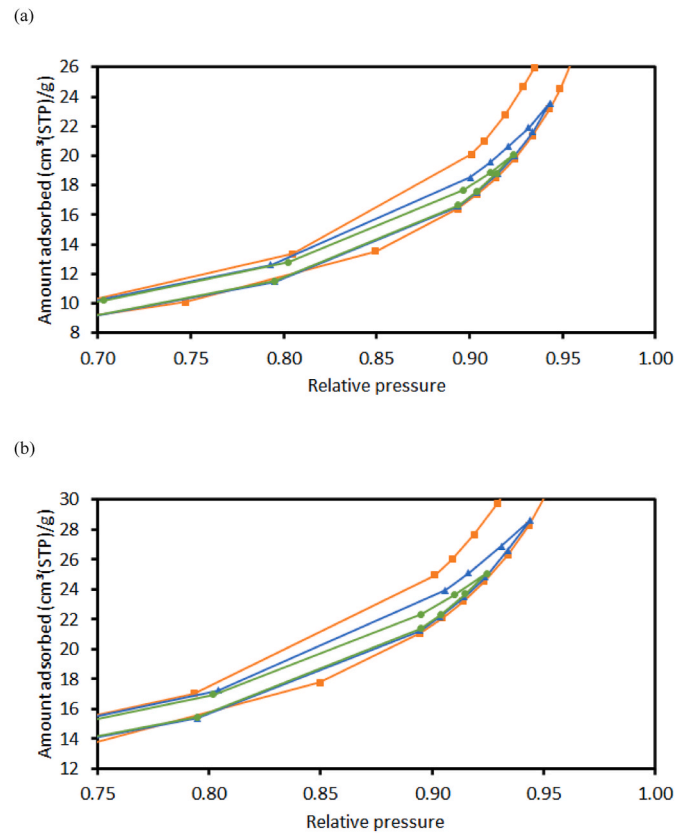 (a)
26
24
22
20
18
16
14
12
10
8
Amount adsorbed (cm³(STP)/g)
0.70 0.75 0.80 0.85 0.90 0.95 1.00
Relative pressure
(b)
30
28
26
24
22
20
18
16
14
12
Amount adsorbed (cm³(STP)/g)
0.75 0.80 0.85 0.90 0.95 1.00
Relative pressure